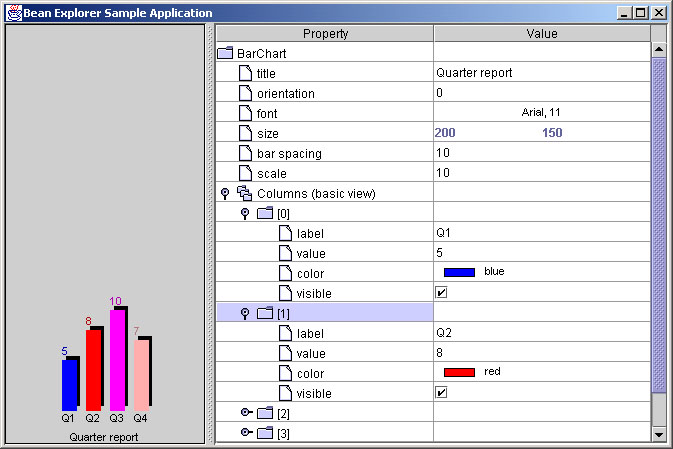 Bean Explorer Sample Application
Property Value
BarChart
title Quarter report
orientation 0
font Arial, 11
size 200 150
bar spacing 10
scale 10
Columns (basic view)
[0]
label Q1
value 5
color blue
visible
[1]
label Q2
value 8
color red
visible
[2]
[3]
10
8
7
5
Q1 Q2 Q3 Q4
Quarter report